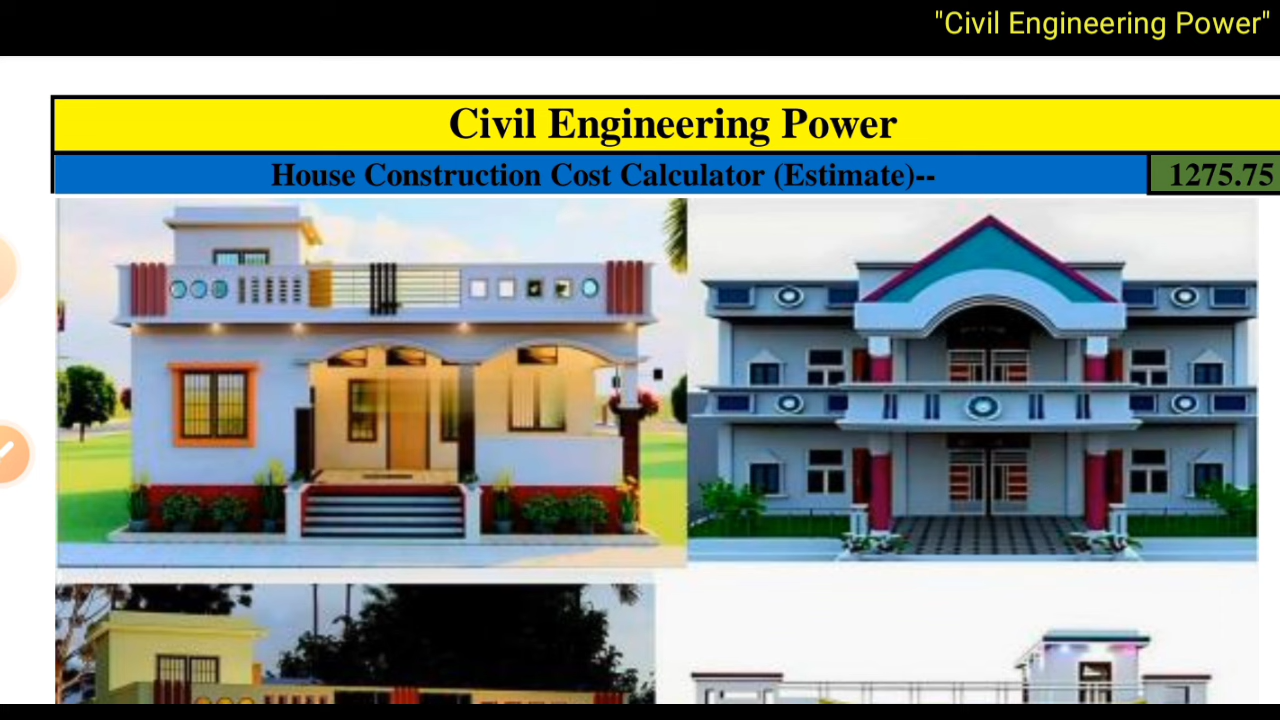 "Civil Engineering Power"
Civil Engineering Power
House Construction Cost Calculator (Estimate)-- 1275.75